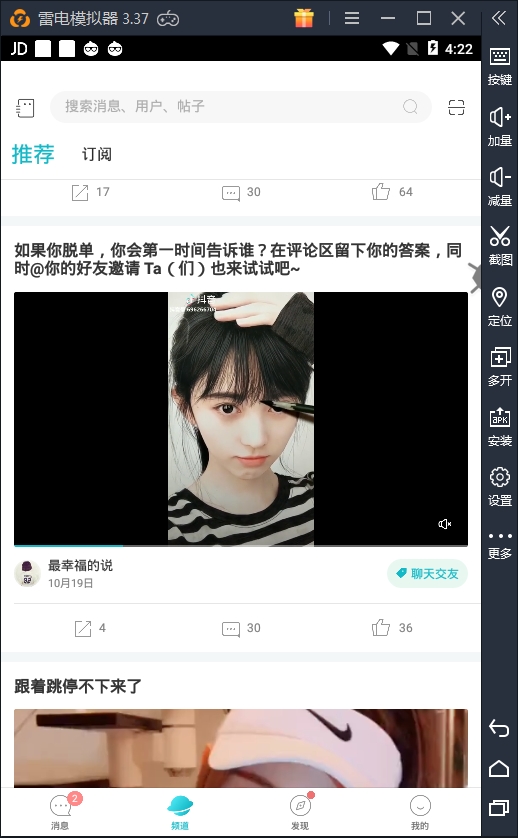 雷电模拟器 3.37
JD
4:22
搜索消息、用户、帖子
推荐
订阅
17
30
64
如果你脱单，你会第一时间告诉谁？在评论区留下你的答案，同
时@你的好友邀请 Ta（们）也来试试吧~
抖音
最幸福的说
10月19日
聊天交友
4
30
36
跟着跳停不下来了
2
消息
频道
发现
我的
按键
加量
减量
截图
定位
多开
APK
安装
设置
更多